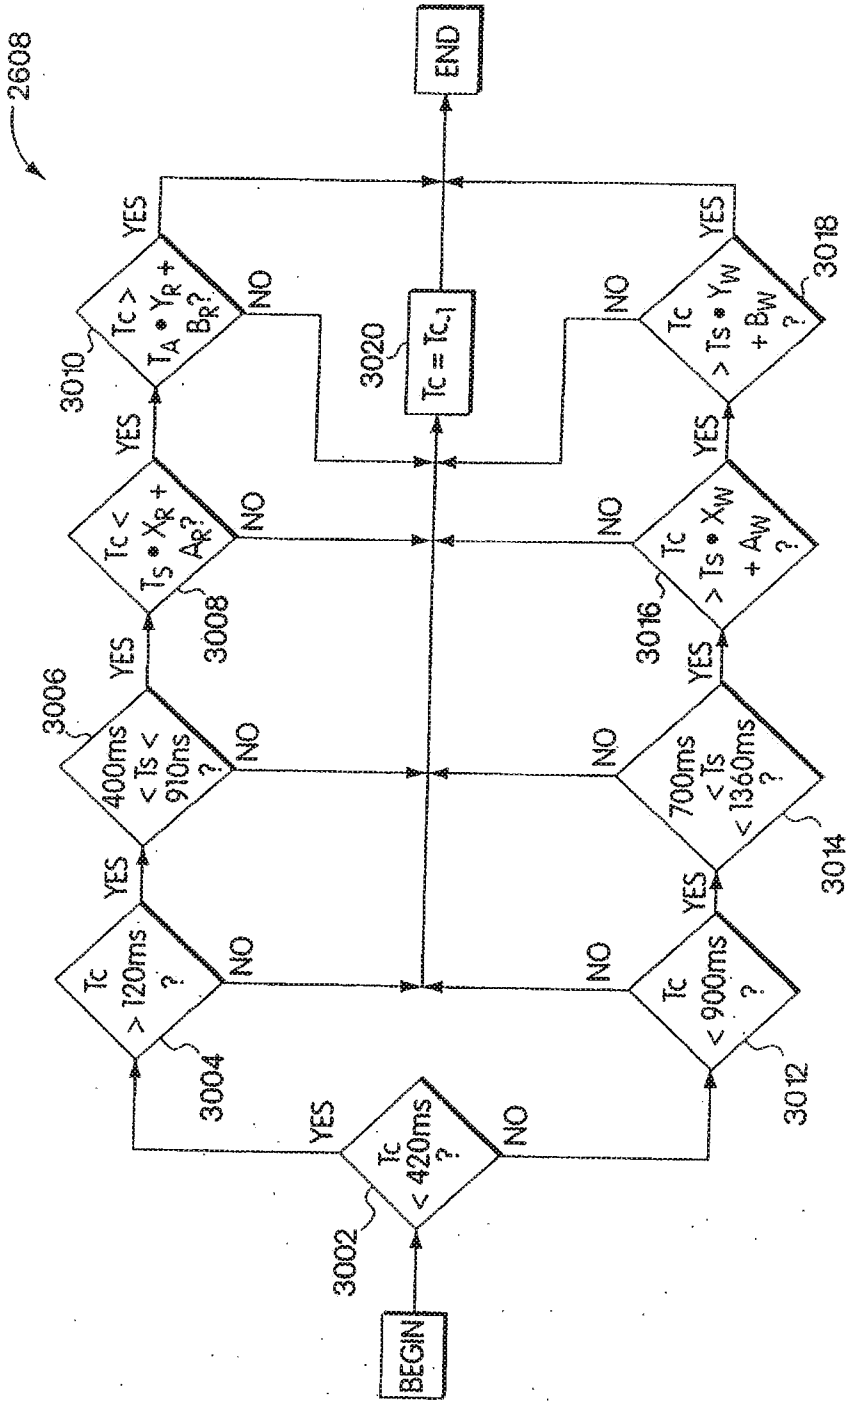 2608
BEGIN
3002
Tc
< 420ms
?
YES
NO
3004
Tc
> 120ms
?
YES
NO
3006
400ms
< Ts <
910ns
?
YES
NO
3008
Tc <
Ts • XR +
AR?
YES
NO
3010
Tc >
TA • YR +
BR?
YES
NO
3012
Tc
< 900ms
?
YES
NO
3014
700ms
< Ts
< 1360ms
?
YES
NO
3016
Tc
> Ts • XW
+ AW
?
YES
NO
3018
Tc
> Ts • YW
+ BW
?
YES
NO
3020
Tc = Tc-1
END